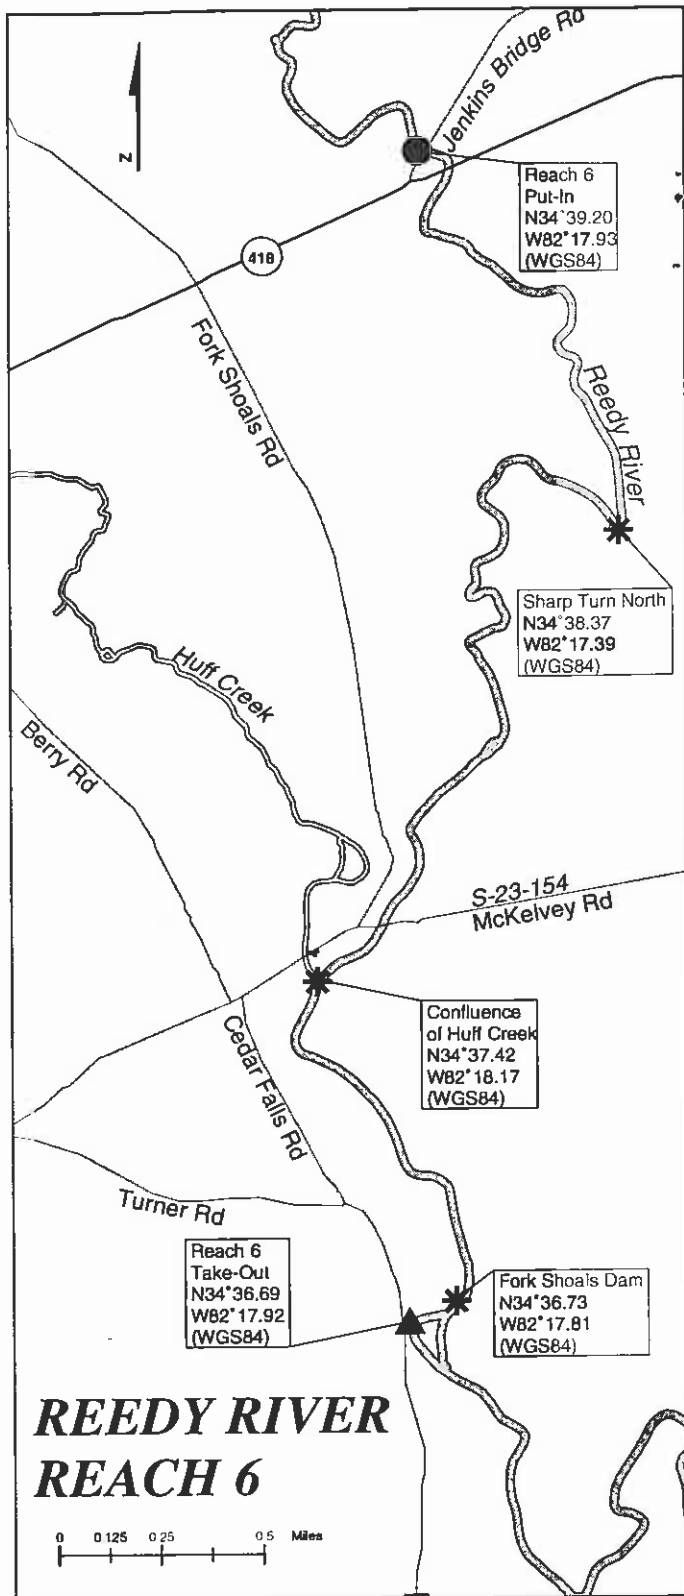 Jenkins Bridge Rd
N
Reach 6
Put-In
N34°39.20
W82°17.93
(WGS84)
418
Fork Shoals Rd
Reedy River
Sharp Turn North
N34°38.37
W82°17.39
(WGS84)
Huff Creek
Berry Rd
S-23-154
McKelvey Rd
Confluence
of Huff Creek
N34°37.42
W82°18.17
(WGS84)
Cedar Falls Rd
Turner Rd
Reach 6
Take-Out
N34°36.69
W82°17.92
(WGS84)
Fork Shoals Dam
N34°36.73
W82°17.81
(WGS84)
REEDY RIVER
REACH 6
0 0.125 0.25 0.5 Miles